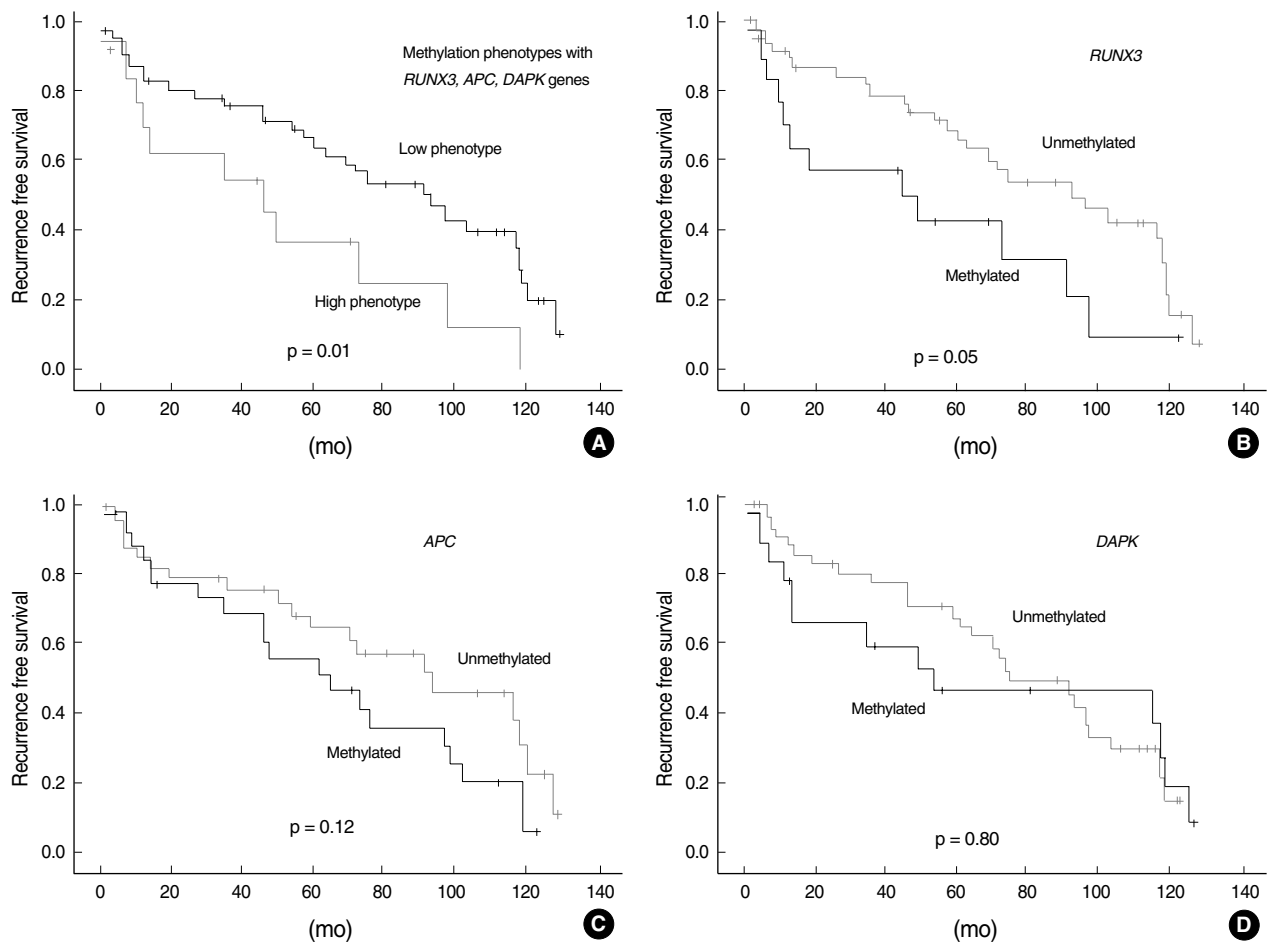 1.0
0.8
0.6
0.4
0.2
0.0
Recurrence free survival
Methylation phenotypes with
RUNX3, APC, DAPK genes
Low phenotype
High phenotype
p = 0.01
0 20 40 60 80 100 120 140
(mo)
A
1.0
0.8
0.6
0.4
0.2
0.0
Recurrence free survival
RUNX3
Unmethylated
Methylated
p = 0.05
0 20 40 60 80 100 120 140
(mo)
B
1.0
0.8
0.6
0.4
0.2
0.0
Recurrence free survival
APC
Unmethylated
Methylated
p = 0.12
0 20 40 60 80 100 120 140
(mo)
C
1.0
0.8
0.6
0.4
0.2
0.0
Recurrence free survival
DAPK
Unmethylated
Methylated
p = 0.80
0 20 40 60 80 100 120 140
(mo)
D